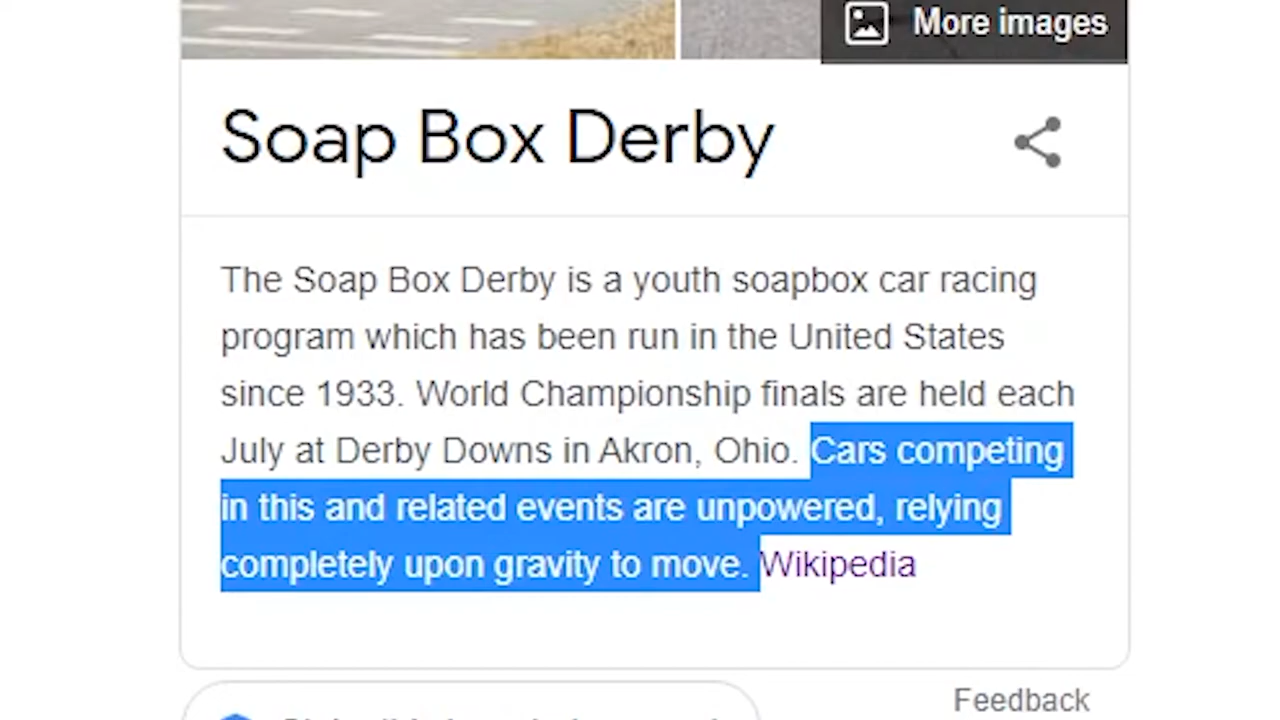 More images
Soap Box Derby
The Soap Box Derby is a youth soapbox car racing
program which has been run in the United States
since 1933. World Championship finals are held each
July at Derby Downs in Akron, Ohio. Cars competing
in this and related events are unpowered, relying
completely upon gravity to move. Wikipedia
Feedback